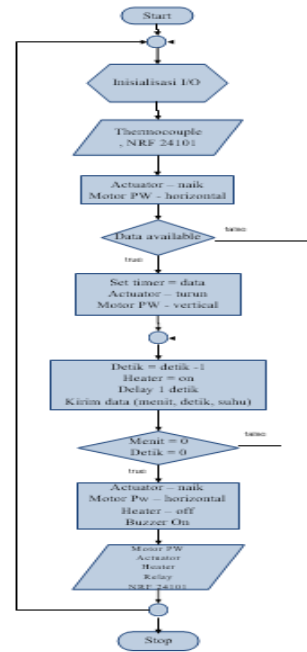 Start
Inisialisasi I/O
Thermocouple
, NRF 24101
Actuator – naik
Motor PW - horizontal
Data available
false
true
Set timer = data
Actuator – turun
Motor PW - vertical
Detik = detik -1
Heater = on
Delay 1 detik
Kirim data (menit, detik, suhu)
Menit = 0
Detik = 0
false
true
Actuator – naik
Motor Pw – horizontal
Heater – off
Buzzer On
Motor PW
Actuator
Heater
Relay
NRF 24101
Stop